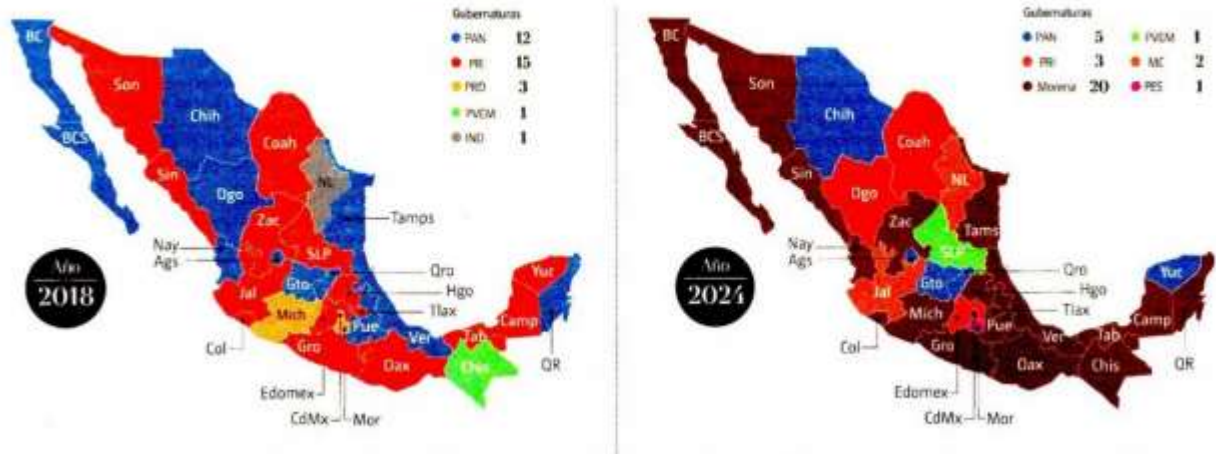 Gubernaturas
PAN 12
PRI 15
PRD 3
PVEM 1
IND 1
BC
Son
Chih
BCS
Coah
Sin
Dgo
NL
Zac
Tamps
Nay
Ags
SLP
Año
2018
Gto
Qro
Hgo
Jal
Tlax
Yuc
Mich
Pue
Ver
Camp
Tab
Col
Gro
Oax
Chis
QR
Edomex
CdMx
Mor
Gubernaturas
PAN 5
PVEM 1
PRI 3
MC 2
Morena 20
PES 1
BC
Son
Chih
BCS
Coah
Sin
Dgo
NL
Zac
Tams
Nay
Ags
SLP
Año
2024
Gto
Qro
Hgo
Jal
Tlax
Yuc
Mich
Pue
Ver
Camp
Tab
Col
Gro
Oax
Chis
QR
Edomex
CdMx
Mor